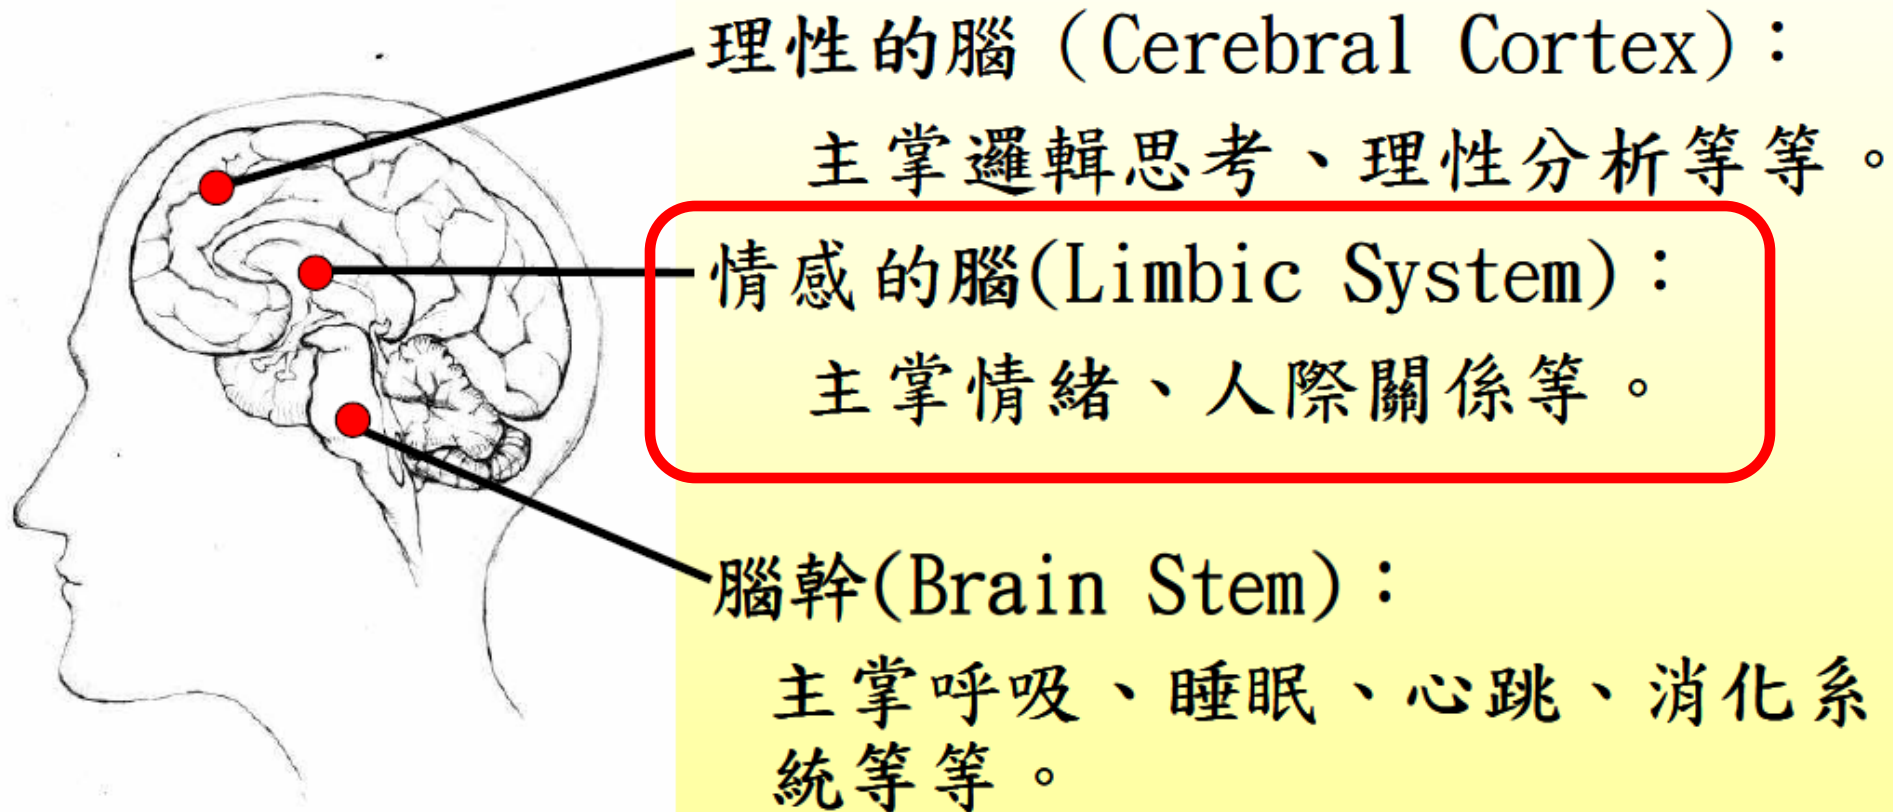 理性的腦（Cerebral Cortex）：
主掌邏輯思考、理性分析等等。
情感的腦(Limbic System)：
主掌情緒、人際關係等。
腦幹(Brain Stem)：
主掌呼吸、睡眠、心跳、消化系
統等等。